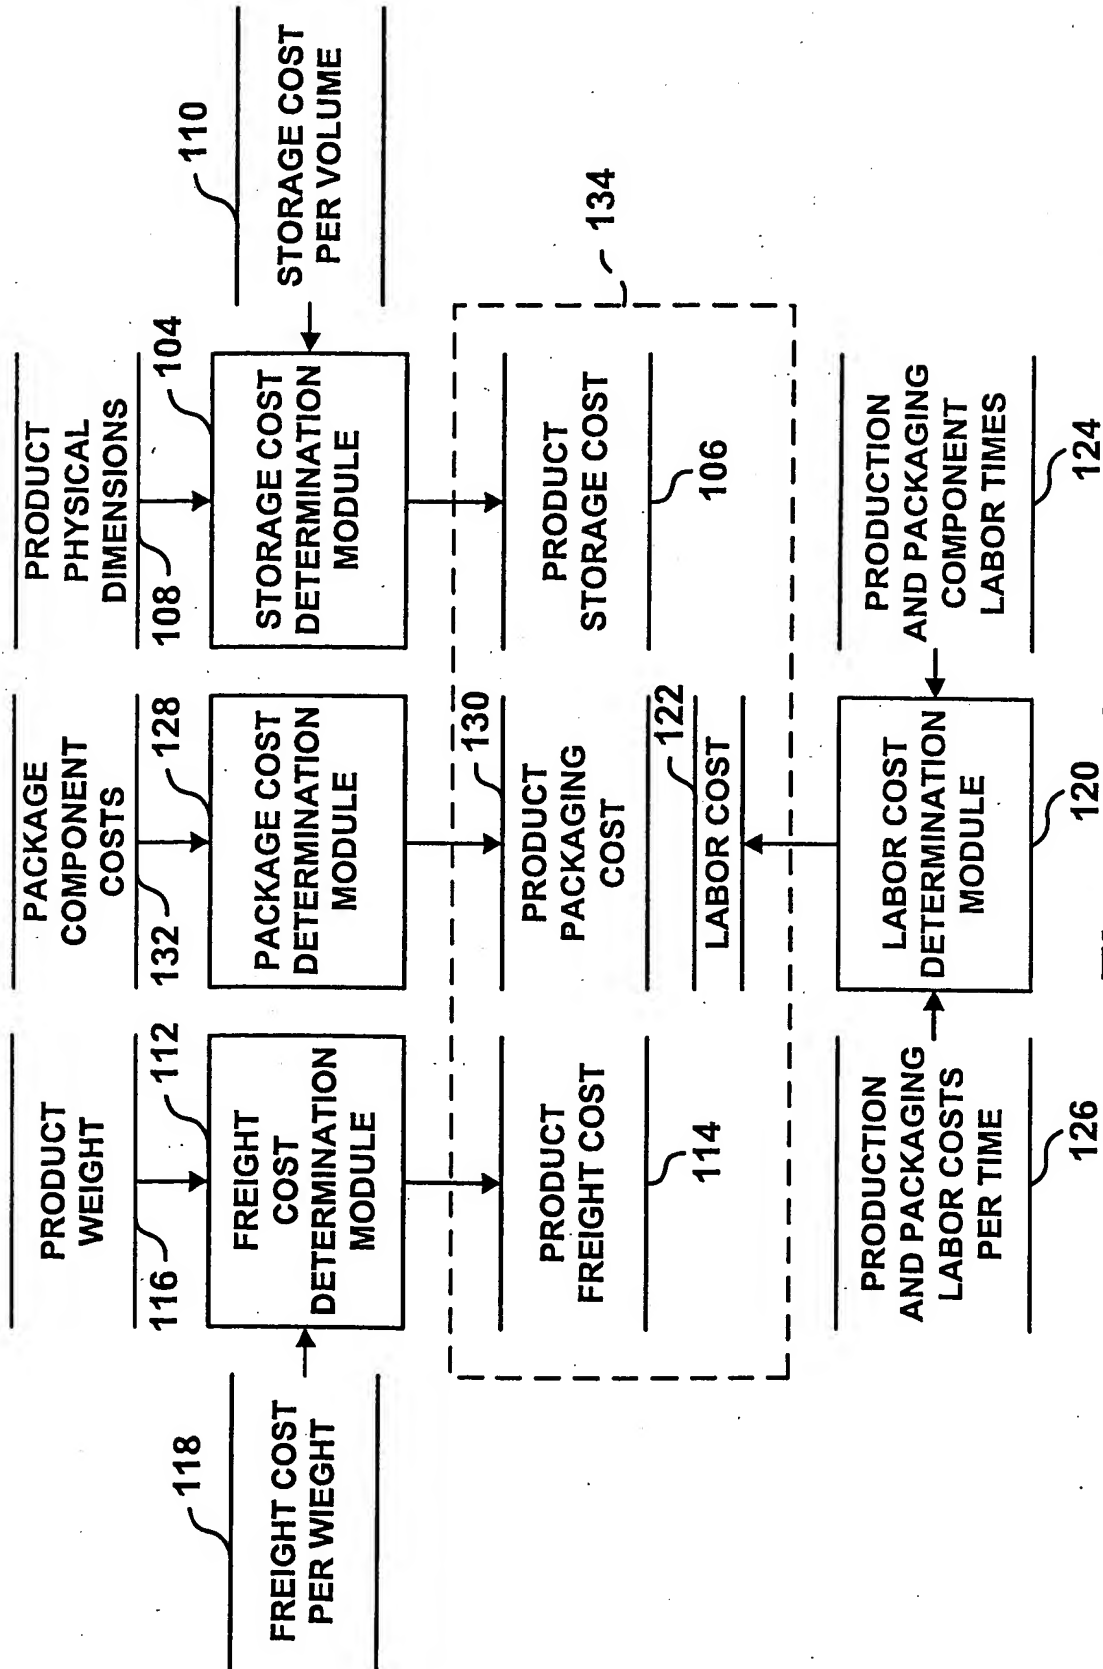 118
FREIGHT COST
PER WIEGHT
PRODUCT
WEIGHT
116
112
FREIGHT
COST
DETERMINATION
MODULE
PACKAGE
COMPONENT
COSTS
132
128
PACKAGE COST
DETERMINATION
MODULE
PRODUCT
PHYSICAL
DIMENSIONS
108
104
STORAGE COST
DETERMINATION
MODULE
110
STORAGE COST
PER VOLUME
134
PRODUCT
FREIGHT COST
114
130
PRODUCT
PACKAGING
COST
122
LABOR COST
PRODUCT
STORAGE COST
106
PRODUCTION
AND PACKAGING
LABOR COSTS
PER TIME
126
LABOR COST
DETERMINATION
MODULE
120
PRODUCTION
AND PACKAGING
COMPONENT
LABOR TIMES
124